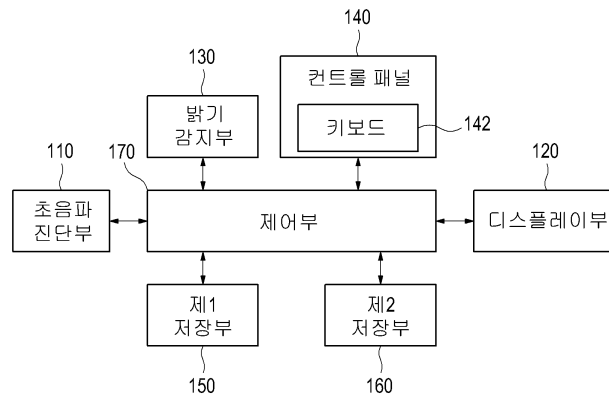 140
130
컨트롤 패널
밝기
감지부
키보드
142
110
170
120
초음파
진단부
제어부
디스플레이부
제1
저장부
제2
저장부
150
160